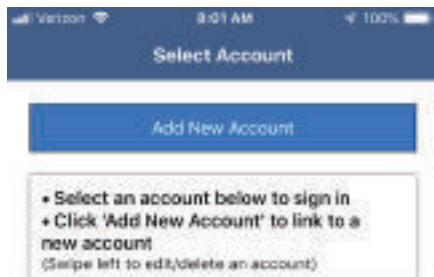 Verizon 8:01 AM 100%
Select Account
Add New Account
• Select an account below to sign in
• Click 'Add New Account' to link to a
new account
(Swipe left to edit/delete an account)